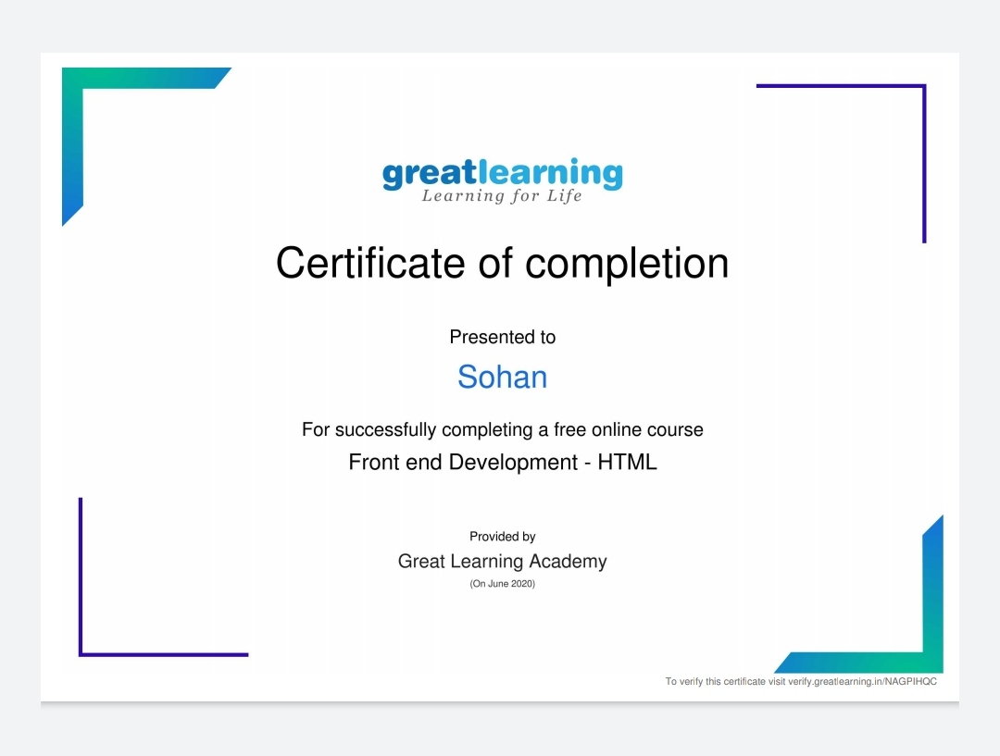 greatlearning
Learning for Life
Certificate of completion
Presented to
Sohan
For successfully completing a free online course
Front end Development - HTML
Provided by
Great Learning Academy
(On June 2020)
To verify this certificate visit verify.greatlearning.in/NAGPIHQC